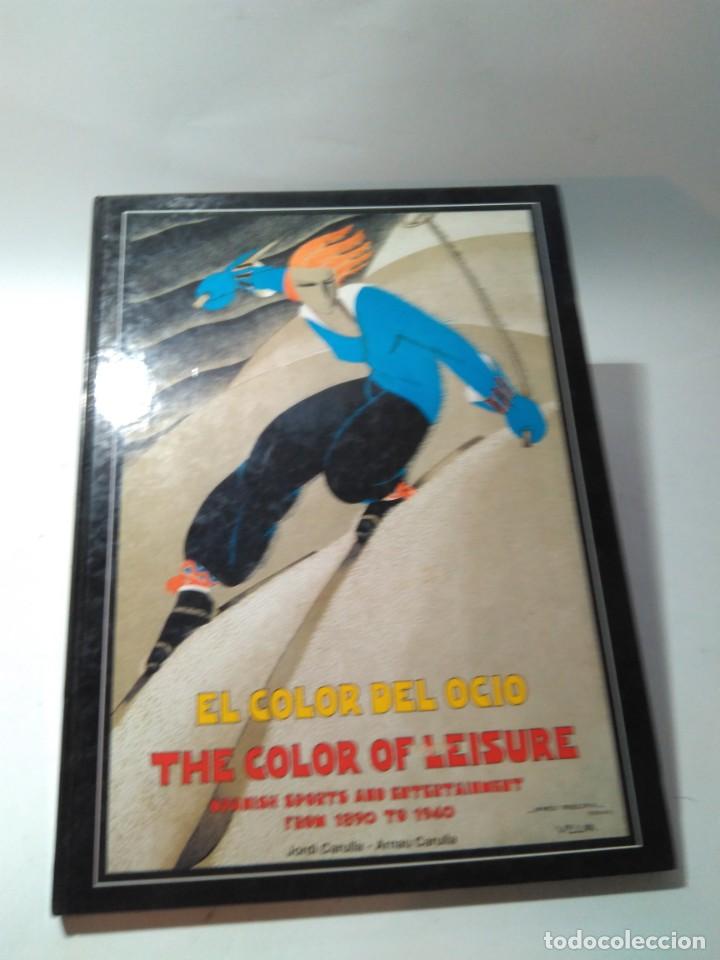 EL COLOR DEL OCIO
THE COLOR OF LEISURE
SPANISH SPORTS AND ENTERTAINMENT
FROM 1890 TO 1940
Jordi Carulla - Arnau Carulla
todocoleccion